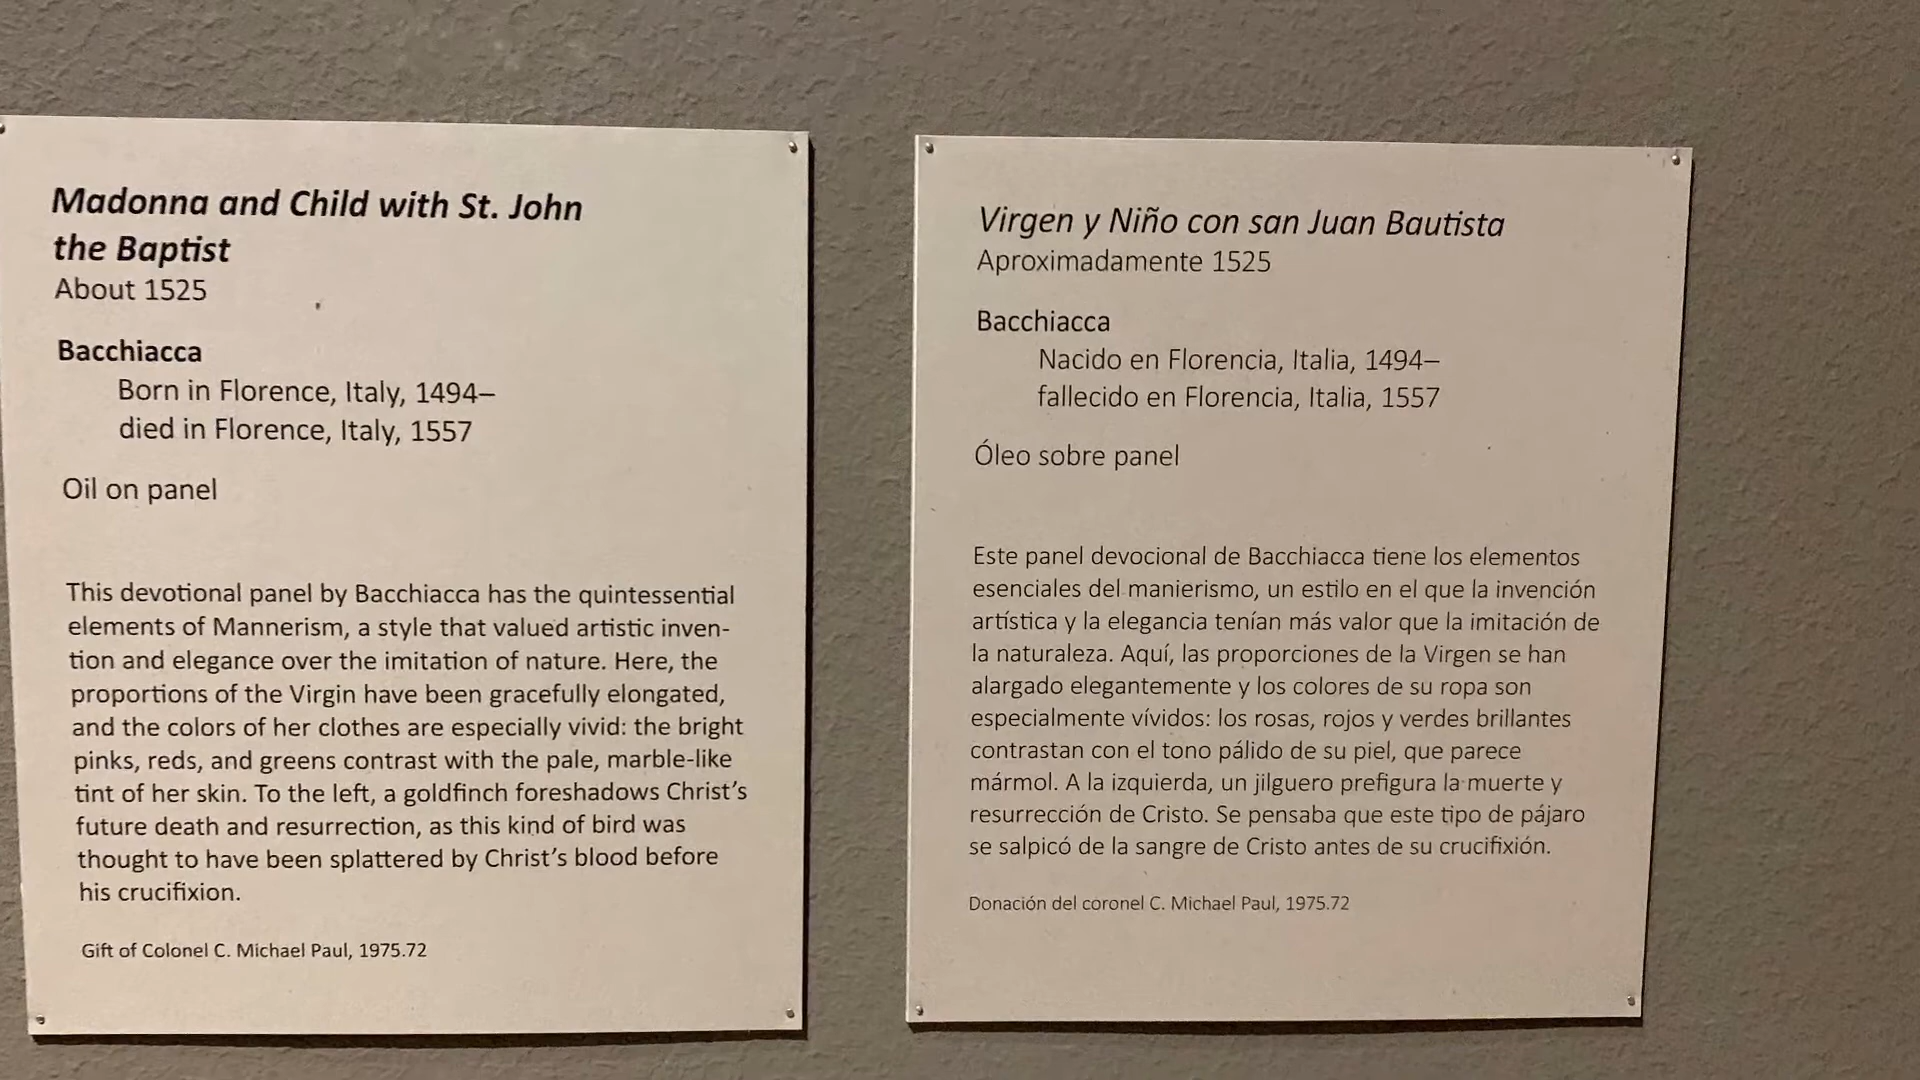 Madonna and Child with St. John
the Baptist
About 1525
Bacchiacca
Born in Florence, Italy, 1494–
died in Florence, Italy, 1557
Oil on panel
This devotional panel by Bacchiacca has the quintessential
elements of Mannerism, a style that valued artistic inven-
tion and elegance over the imitation of nature. Here, the
proportions of the Virgin have been gracefully elongated,
and the colors of her clothes are especially vivid: the bright
pinks, reds, and greens contrast with the pale, marble-like
tint of her skin. To the left, a goldfinch foreshadows Christ’s
future death and resurrection, as this kind of bird was
thought to have been splattered by Christ’s blood before
his crucifixion.
Gift of Colonel C. Michael Paul, 1975.72
Virgen y Niño con san Juan Bautista
Aproximadamente 1525
Bacchiacca
Nacido en Florencia, Italia, 1494–
fallecido en Florencia, Italia, 1557
Óleo sobre panel
Este panel devocional de Bacchiacca tiene los elementos
esenciales del manierismo, un estilo en el que la invención
artística y la elegancia tenían más valor que la imitación de
la naturaleza. Aquí, las proporciones de la Virgen se han
alargado elegantemente y los colores de su ropa son
especialmente vívidos: los rosas, rojos y verdes brillantes
contrastan con el tono pálido de su piel, que parece
mármol. A la izquierda, un jilguero prefigura la muerte y
resurrección de Cristo. Se pensaba que este tipo de pájaro
se salpicó de la sangre de Cristo antes de su crucifixión.
Donación del coronel C. Michael Paul, 1975.72